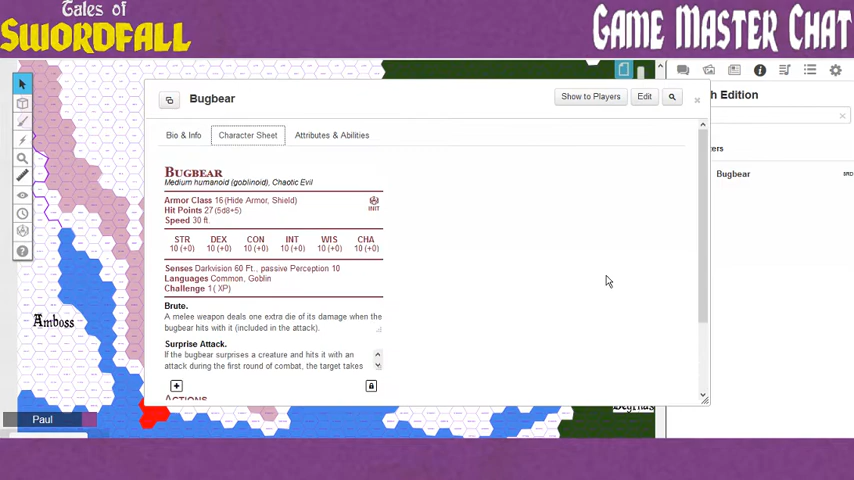 Tales of
SWORDFALL
GAME MASTER CHAT
Bugbear
Show to Players
Edit
h Edition
Bio & Info
Character Sheet
Attributes & Abilities
ters
Bugbear
SRD
BUGBEAR
Medium humanoid (goblinoid), Chaotic Evil
Armor Class 16 (Hide Armor, Shield)
Hit Points 27 (5d8+5)
Speed 30 ft.
INIT
STR DEX CON INT WIS CHA
10 (+0) 10 (+0) 10 (+0) 10 (+0) 10 (+0) 10 (+0)
Senses Darkvision 60 Ft., passive Perception 10
Languages Common, Goblin
Challenge 1 ( XP)
Brute.
A melee weapon deals one extra die of its damage when the
bugbear hits with it (included in the attack).
Surprise Attack.
If the bugbear surprises a creature and hits it with an
attack during the first round of combat, the target takes
ACTIONS
Amboss
Paul